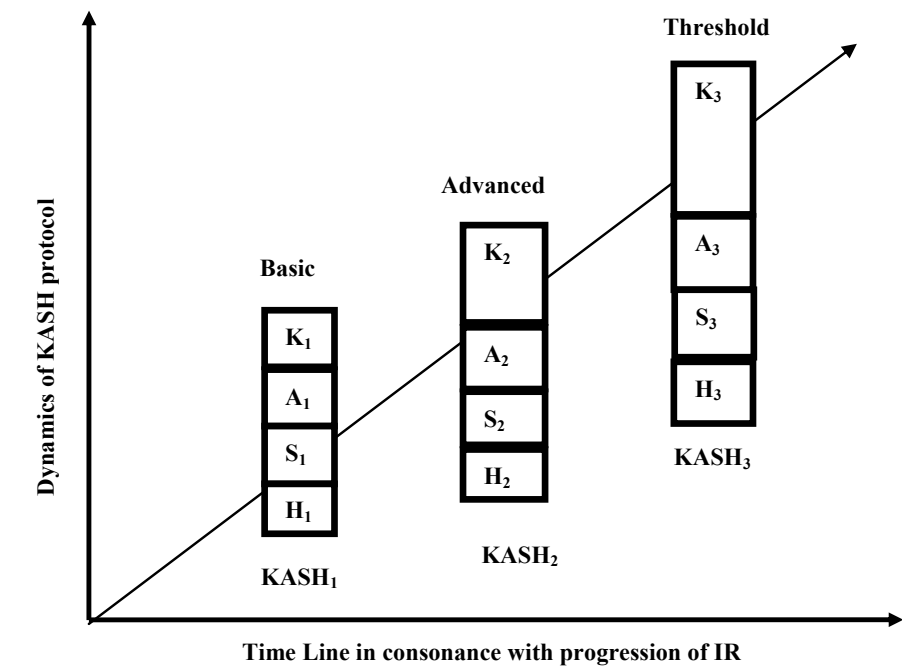 Threshold
K₃
A₃
S₃
H₃
KASH₃
Advanced
K₂
A₂
S₂
H₂
KASH₂
Basic
K₁
A₁
S₁
H₁
KASH₁
Dynamics of KASH protocol
Time Line in consonance with progression of IR